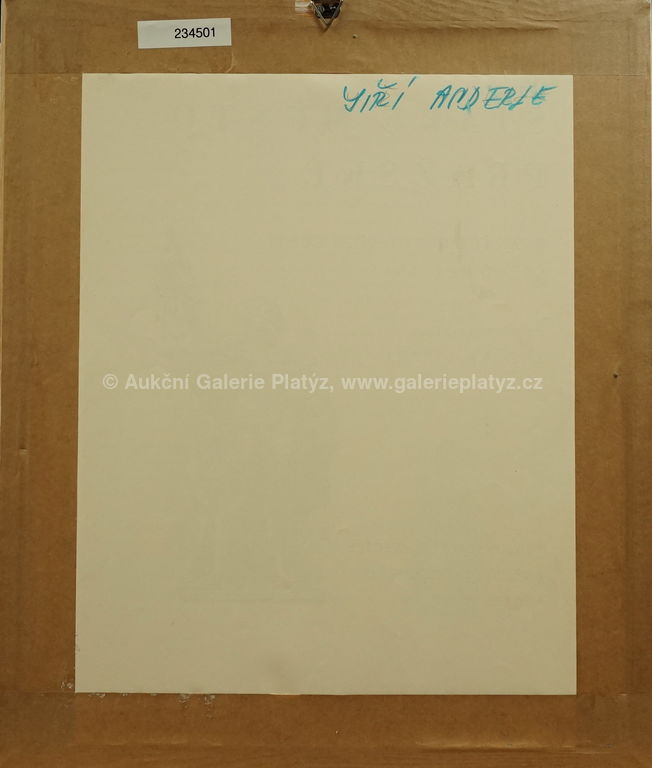 234501
JIŘÍ ANDERLE
© Aukční Galerie Platýz, www.galerieplatyz.cz